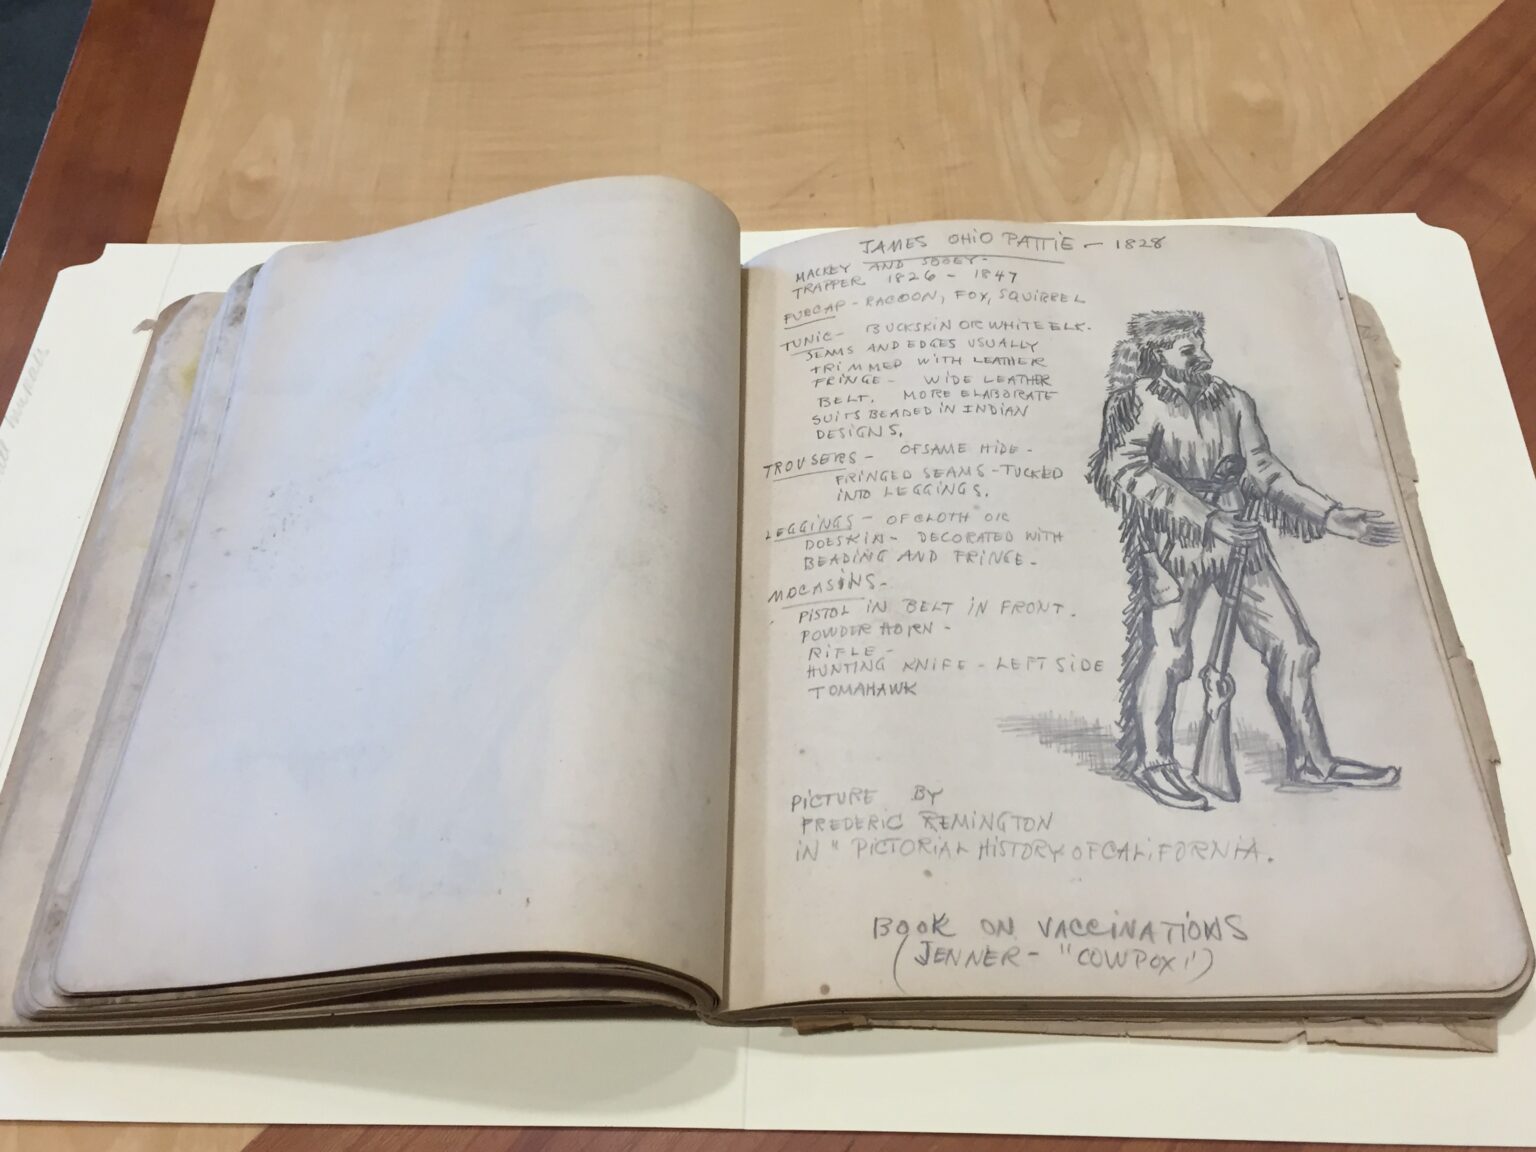 JAMES OHIO PATTIE - 1828
MACKEY AND SOOEY -
TRAPPER 1826 - 1847
FURCAP - RACOON, FOX, SQUIRREL
TUNIC - BUCKSKIN OR WHITE ELK.
SEAMS AND EDGES USUALLY
TRIMMED WITH LEATHER
FRINGE - WIDE LEATHER
BELT. MORE ELABORATE
SUITS BEADED IN INDIAN
DESIGNS.
TROUSERS - OF SAME HIDE -
FRINGED SEAMS - TUCKED
INTO LEGGINGS.
LEGGINGS - OF CLOTH OR
DOESKIN - DECORATED WITH
BEADING AND FRINGE.
MOCASINS -
PISTOL IN BELT IN FRONT.
POWDER HORN -
RIFLE -
HUNTING KNIFE - LEFT SIDE
TOMAHAWK
PICTURE BY
FREDERIC REMINGTON
IN "PICTORIAL HISTORY OF CALIFORNIA.
BOOK ON VACCINATIONS
(JENNER - "COWPOX")